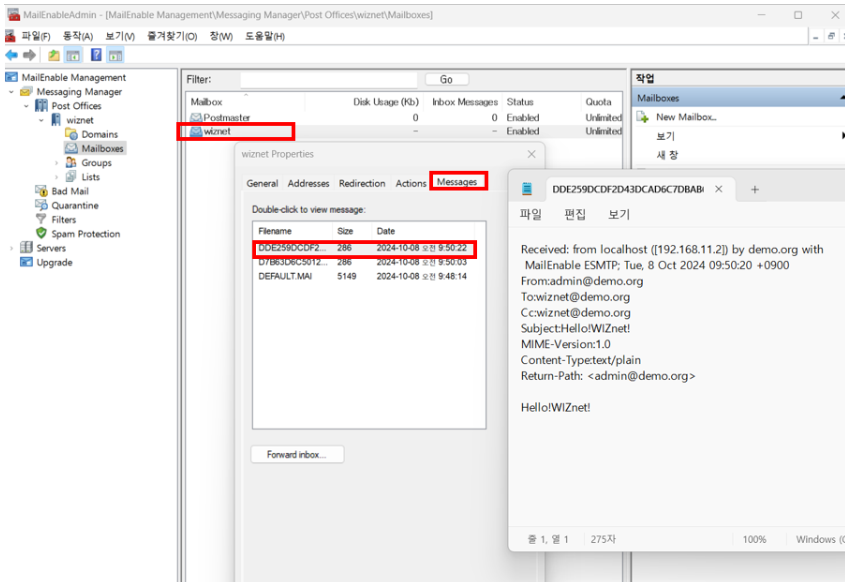 MailEnableAdmin - [MailEnable Management\Messaging Manager\Post Offices\wiznet\Mailboxes]
파일(F) 동작(A) 보기(V) 즐겨찾기(O) 창(W) 도움말(H)
MailEnable Management
Messaging Manager
Post Offices
wiznet
Domains
Mailboxes
Groups
Lists
Bad Mail
Quarantine
Filters
Spam Protection
Servers
Upgrade
Filter: Go
Mailbox Disk Usage (Kb) Inbox Messages Status Quota
Postmaster 0 0 Enabled Unlimited
wiznet - - Enabled Unlimited
작업
Mailboxes
New Mailbox...
보기
새 창
wiznet Properties
General Addresses Redirection Actions Messages
Double-click to view message:
Filename Size Date
DDE259DCDF2... 286 2024-10-08 오전 9:50:22
D7B63D6C5012... 286 2024-10-08 오전 9:50:03
DEFAULT.MAI 5149 2024-10-08 오전 9:48:14
Forward inbox...
DDE259DCDF2D43DCAD6C7DBAB
파일 편집 보기
Received: from localhost ([192.168.11.2]) by demo.org with
MailEnable ESMTP; Tue, 8 Oct 2024 09:50:20 +0900
From:admin@demo.org
To:wiznet@demo.org
Cc:wiznet@demo.org
Subject:Hello!WIZnet!
MIME-Version:1.0
Content-Type:text/plain
Return-Path: <admin@demo.org>
Hello!WIZnet!
줄 1, 열 1 275자 100% Windows (